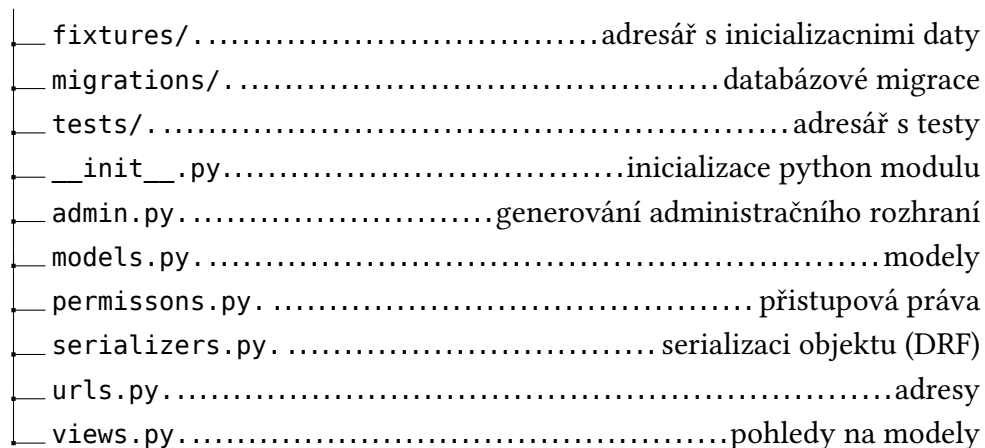 fixtures/.................................adresář s inicializacnimi daty
migrations/..........................................databázové migrace
tests/......................................................adresář s testy
__init__.py...................................inicializace python modulu
admin.py...........................generování administračního rozhraní
models.py...........................................................modely
permissons.py...........................................přistupová práva
serializers.py................................serializaci objektu (DRF)
urls.py...............................................................adresy
views.py...............................................pohledy na modely